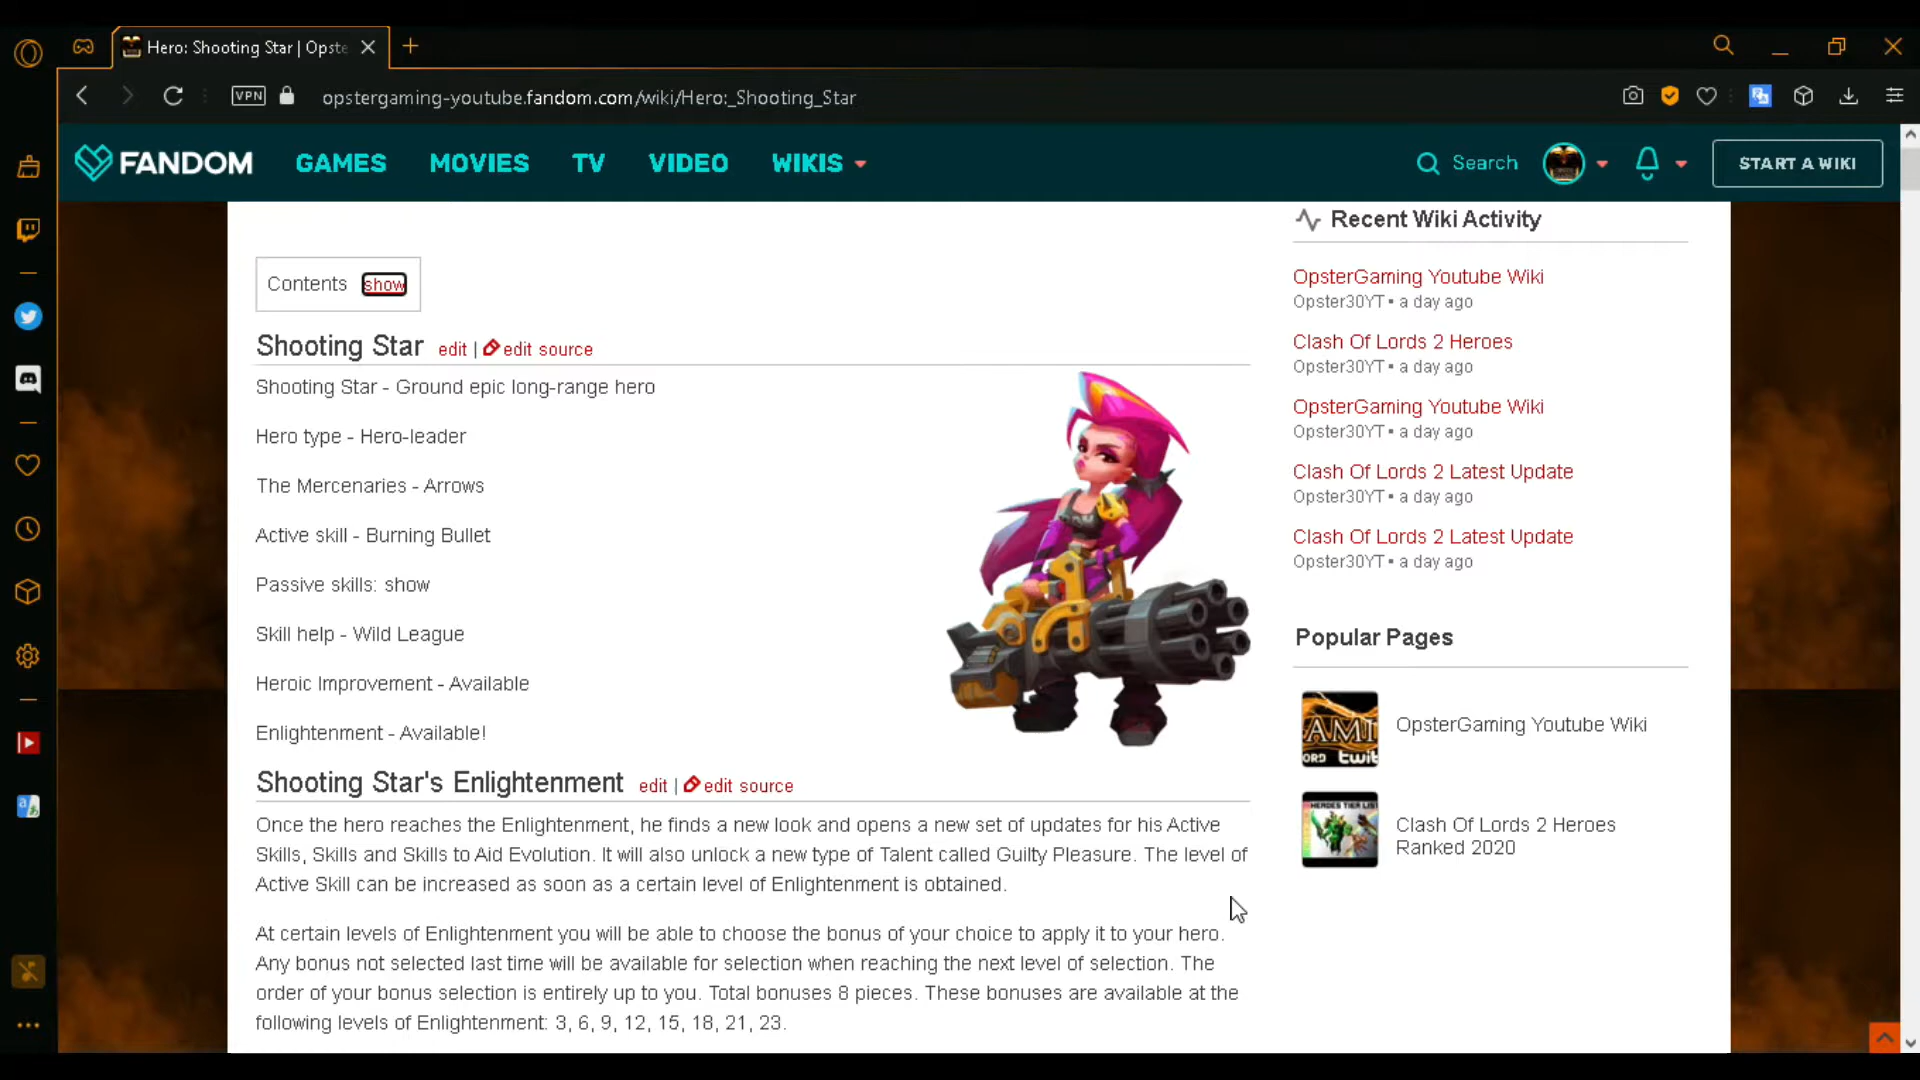 Hero: Shooting Star | Opste
VPN
opstergaming-youtube.fandom.com/wiki/Hero:_Shooting_Star
FANDOM
GAMES
MOVIES
TV
VIDEO
WIKIS
Search
START A WIKI
Contents show
Shooting Star edit | edit source
Shooting Star - Ground epic long-range hero
Hero type - Hero-leader
The Mercenaries - Arrows
Active skill - Burning Bullet
Passive skills: show
Skill help - Wild League
Heroic Improvement - Available
Enlightenment - Available!
Shooting Star's Enlightenment edit | edit source
Once the hero reaches the Enlightenment, he finds a new look and opens a new set of updates for his Active
Skills, Skills and Skills to Aid Evolution. It will also unlock a new type of Talent called Guilty Pleasure. The level of
Active Skill can be increased as soon as a certain level of Enlightenment is obtained.
At certain levels of Enlightenment you will be able to choose the bonus of your choice to apply it to your hero.
Any bonus not selected last time will be available for selection when reaching the next level of selection. The
order of your bonus selection is entirely up to you. Total bonuses 8 pieces. These bonuses are available at the
following levels of Enlightenment: 3, 6, 9, 12, 15, 18, 21, 23.
Recent Wiki Activity
OpsterGaming Youtube Wiki
Opster30YT • a day ago
Clash Of Lords 2 Heroes
Opster30YT • a day ago
OpsterGaming Youtube Wiki
Opster30YT • a day ago
Clash Of Lords 2 Latest Update
Opster30YT • a day ago
Clash Of Lords 2 Latest Update
Opster30YT • a day ago
Popular Pages
AMI
ORD twit
OpsterGaming Youtube Wiki
HEROES TIER LIST
Clash Of Lords 2 Heroes
Ranked 2020